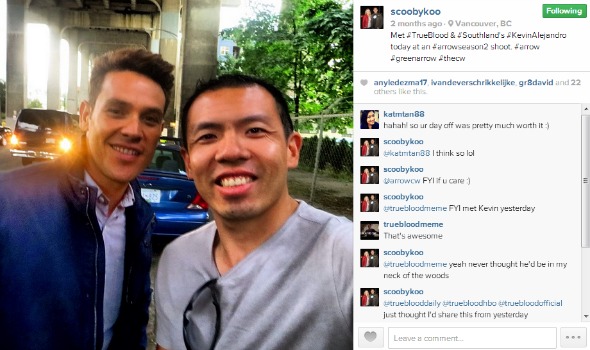 scoobykoo
Following
2 months ago · Vancouver, BC
Met #TrueBlood & #Southland's #KevinAlejandro
today at an #arrowseason2 shoot. #arrow
#greenarrow #thecw
anyledezma17, ivandeverschrikkelijke_gr8david and 22
others like this.
katmtan88
hahah! so ur day off was pretty much worth it :)
scoobykoo
@katmtan88 I think so lol
scoobykoo
@arrowcw FYI if u care :)
scoobykoo
@truebloodmeme FYI met Kevin yesterday
truebloodmeme
That's awesome
scoobykoo
@truebloodmeme yeah never thought he'd be in my
neck of the woods
scoobykoo
@trueblooddaily @truebloodhbo @truebloodofficial
just thought I'd share this from yesterday
Leave a comment...